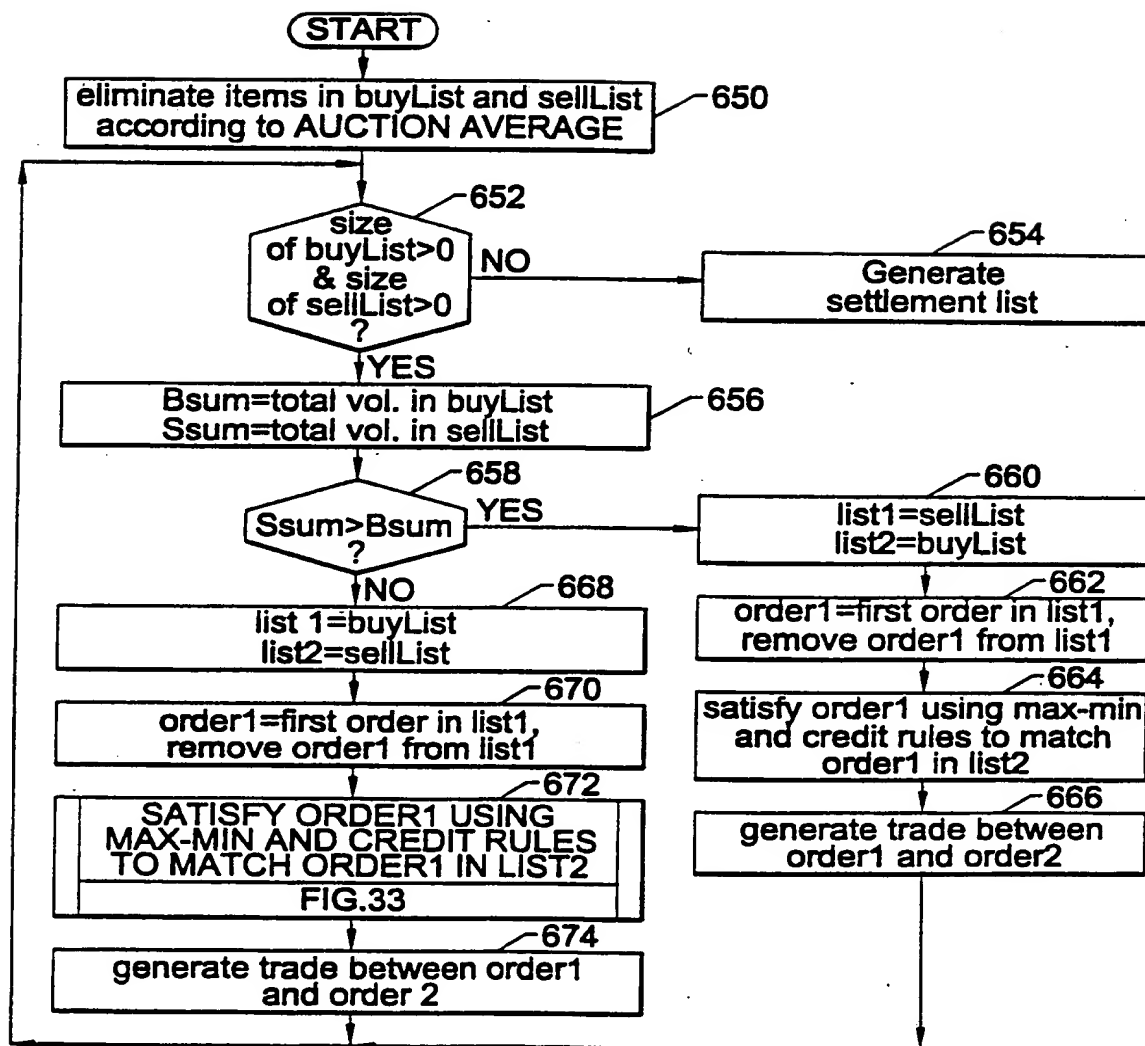 START
eliminate items in buyList and sellList
according to AUCTION AVERAGE
650
652
size
of buyList>0
& size
of sellList>0
?
NO
654
Generate
settlement list
YES
Bsum=total vol. in buyList
Ssum=total vol. in sellList
656
658
Ssum>Bsum
?
YES
660
list1=sellList
list2=buyList
NO
668
list 1=buyList
list2=sellList
662
order1=first order in list1,
remove order1 from list1
670
order1=first order in list1,
remove order1 from list1
664
satisfy order1 using max-min
and credit rules to match
order1 in list2
672
SATISFY ORDER1 USING
MAX-MIN AND CREDIT RULES
TO MATCH ORDER1 IN LIST2
FIG.33
666
generate trade between
order1 and order2
674
generate trade between order1
and order 2